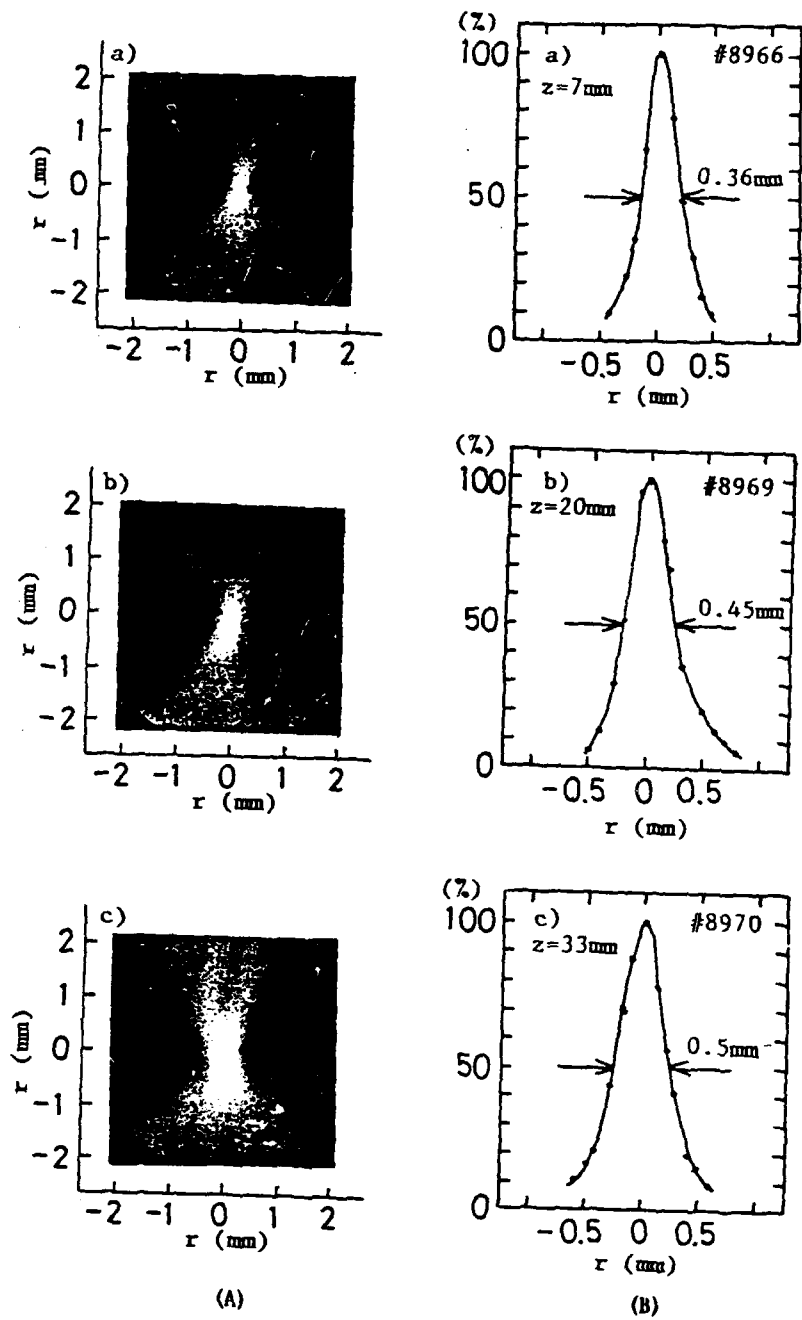 a)
2
1
0
-1
-2
r (mm)
-2 -1 0 1 2
r (mm)
(%)
100
50
0
a)
z=7mm
#8966
0.36mm
-0.5 0 0.5
r (mm)
b)
2
1
0
-1
-2
r (mm)
-2 -1 0 1 2
r (mm)
(%)
100
50
0
b)
z=20mm
#8969
0.45mm
-0.5 0 0.5
r (mm)
c)
2
1
0
-1
-2
r (mm)
-2 -1 0 1 2
r (mm)
(%)
100
50
0
c)
z=33mm
#8970
0.5mm
-0.5 0 0.5
r (mm)
(A)
(B)